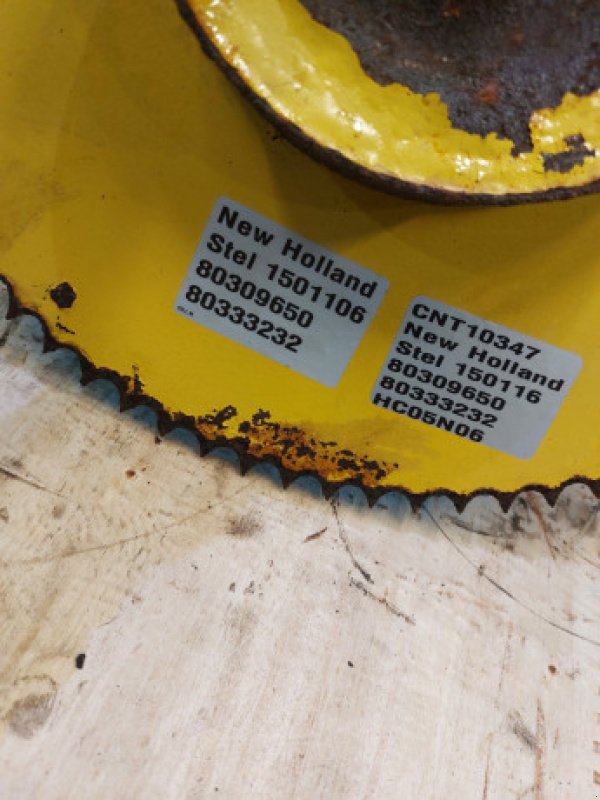 New Holland
Stel 1501106
80309650
80333232
CNT10347
New Holland
Stel 150116
80309650
80333232
HC05N06